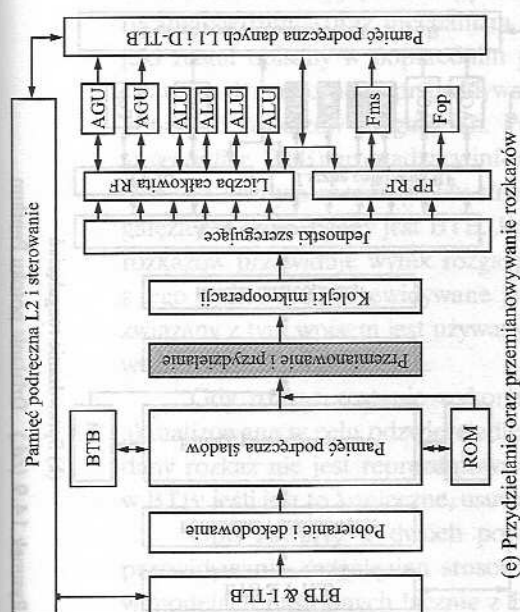 Pamięć podręczna L2 i sterowanie
BTB & I-TLB
Pobieranie i dekodowanie
Pamięć podręczna śladów
BTB
ROM
Przemianowanie i przydzielanie
Kolejki mikrooperacji
Jednostki szeregujące
Liczba całkowita RF
FP RF
AGU
AGU
ALU
ALU
ALU
ALU
Fms
Fop
Pamięć podręczna danych L1 i D-TLB
(e) Przydzielanie oraz przemianowywanie rozkazów